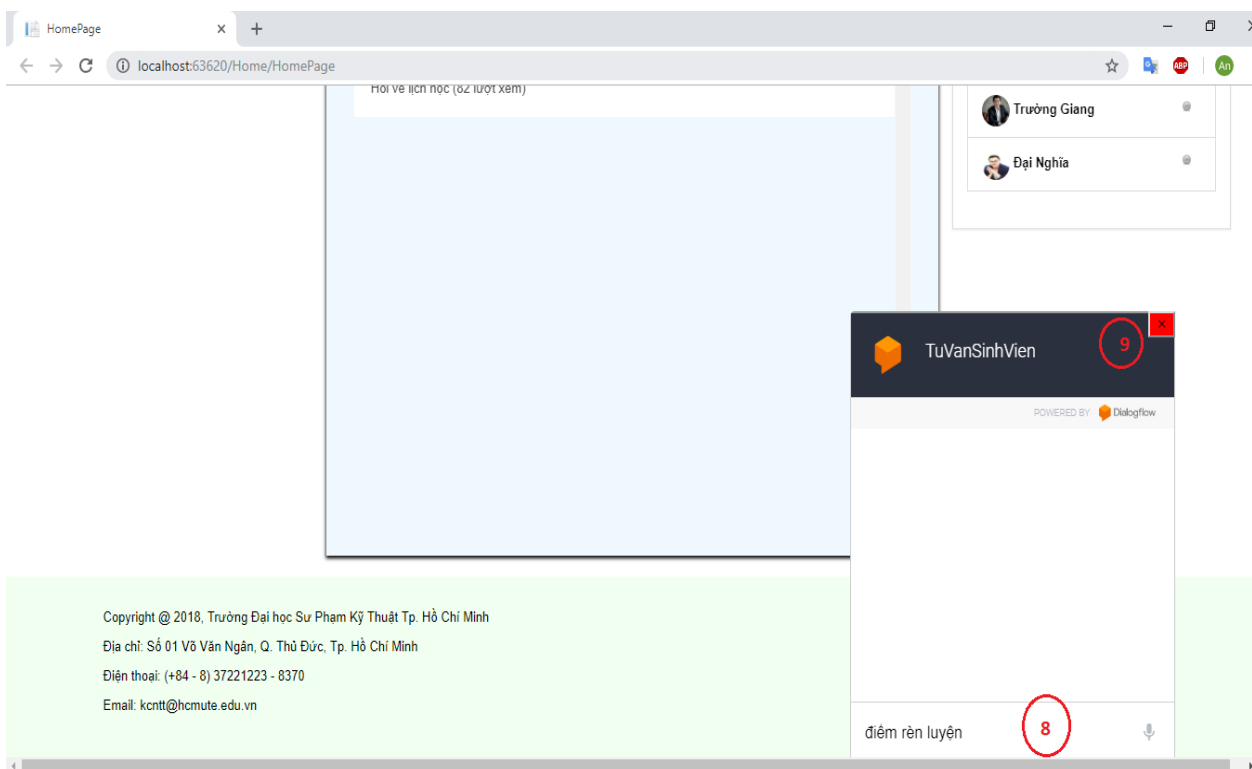 HomePage
localhost:63620/Home/HomePage
ABP
An
Hỏi về lịch học (82 lượt xem)
Trường Giang
Đại Nghĩa
9
TuVanSinhVien
POWERED BY Dialogflow
Copyright @ 2018, Trường Đại học Sư Phạm Kỹ Thuật Tp. Hồ Chí Minh
Địa chỉ: Số 01 Võ Văn Ngân, Q. Thủ Đức, Tp. Hồ Chí Minh
Điện thoại: (+84 - 8) 37221223 - 8370
Email: kcntt@hcmute.edu.vn
điểm rèn luyện
8